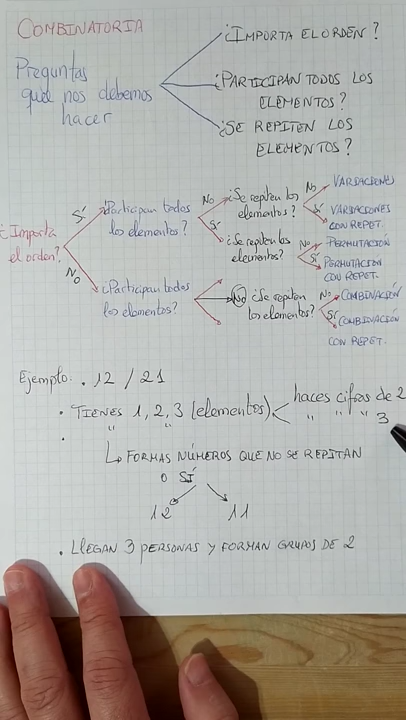 COMBINATORIA
Preguntas
que nos debemos
hacer
¿IMPORTA EL ORDEN?
¿PARTICIPAN TODOS LOS
ELEMENTOS?
¿SE REPITEN LOS
ELEMENTOS?
¿Importa
el orden?
SÍ
No
¿Participan todos
los elementos?
No
Sí
¿Se repiten los
elementos?
No
VARIACIONES
Sí
VARIACIONES
CON REPET.
¿Se repiten los
elementos?
No
PERMUTACIÓN
Sí
PERMUTACIÓN
CON REPET.
¿Participan todos
los elementos?
No
¿Se repiten
los elementos?
No
COMBINACIÓN
Sí
COMBINACIÓN
CON REPET.
Ejemplo: . 12 / 21
. TIENES 1, 2, 3 (elementos)
haces cifras de 2
" " " 3
. " "
FORMAS NÚMEROS QUE NO SE REPITAN
O SÍ
12 11
. LLEGAN 3 PERSONAS Y FORMAN GRUPOS DE 2